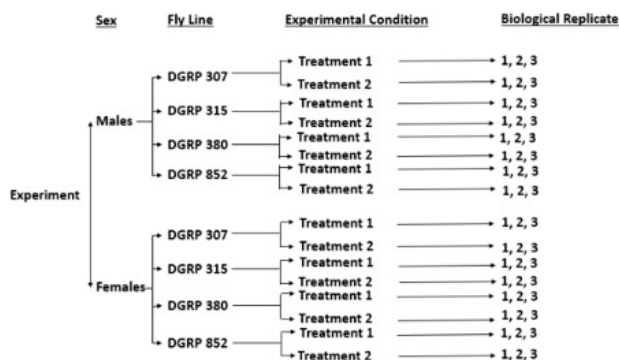 Sex Fly Line Experimental Condition Biological Replicate
Treatment 1 1, 2, 3
DGRP 307
Treatment 2 1, 2, 3
Treatment 1 1, 2, 3
DGRP 315
Treatment 2 1, 2, 3
Males
Treatment 1 1, 2, 3
DGRP 380
Treatment 2 1, 2, 3
Treatment 1 1, 2, 3
DGRP 852
Treatment 2 1, 2, 3
Experiment
Treatment 1 1, 2, 3
DGRP 307
Treatment 2 1, 2, 3
Treatment 1 1, 2, 3
DGRP 315
Treatment 2 1, 2, 3
Females
Treatment 1 1, 2, 3
DGRP 380
Treatment 2 1, 2, 3
Treatment 1 1, 2, 3
DGRP 852
Treatment 2 1, 2, 3